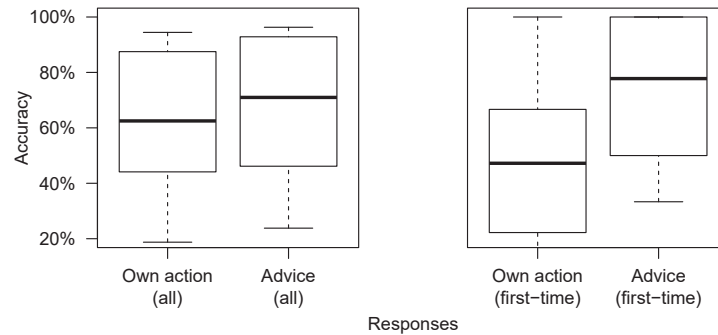 Accuracy
100%
80%
60%
40%
20%
Own action
(all)
Advice
(all)
Own action
(first−time)
Advice
(first−time)
Responses